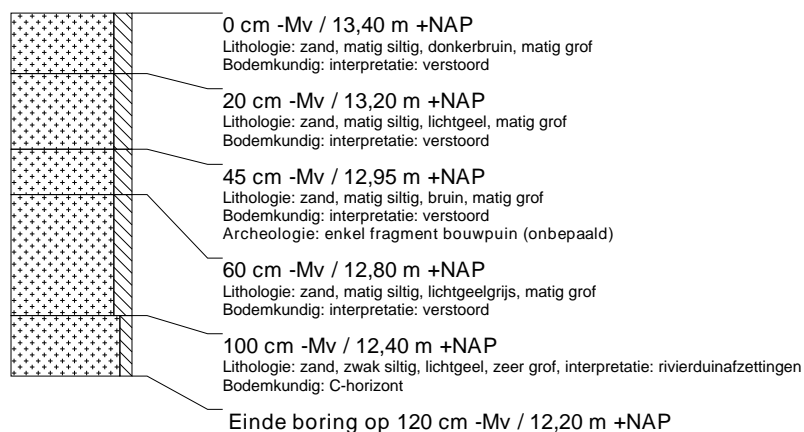 0 cm -Mv / 13,40 m +NAP
Lithologie: zand, matig siltig, donkerbruin, matig grof
Bodemkundig: interpretatie: verstoord
20 cm -Mv / 13,20 m +NAP
Lithologie: zand, matig siltig, lichtgeel, matig grof
Bodemkundig: interpretatie: verstoord
45 cm -Mv / 12,95 m +NAP
Lithologie: zand, matig siltig, bruin, matig grof
Bodemkundig: interpretatie: verstoord
Archeologie: enkel fragment bouwpuin (onbepaald)
60 cm -Mv / 12,80 m +NAP
Lithologie: zand, matig siltig, lichtgeelgrijs, matig grof
Bodemkundig: interpretatie: verstoord
100 cm -Mv / 12,40 m +NAP
Lithologie: zand, zwak siltig, lichtgeel, zeer grof, interpretatie: rivierduinafzettingen
Bodemkundig: C-horizont
Einde boring op 120 cm -Mv / 12,20 m +NAP